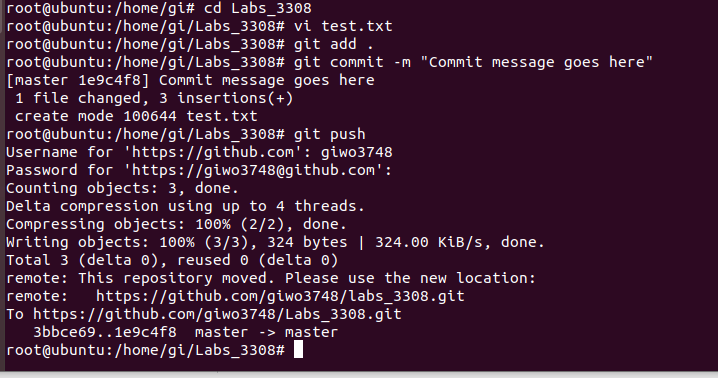 root@ubuntu:/home/gi# cd Labs_3308
root@ubuntu:/home/gi/Labs_3308# vi test.txt
root@ubuntu:/home/gi/Labs_3308# git add .
root@ubuntu:/home/gi/Labs_3308# git commit -m "Commit message goes here"
[master 1e9c4f8] Commit message goes here
 1 file changed, 3 insertions(+)
 create mode 100644 test.txt
root@ubuntu:/home/gi/Labs_3308# git push
Username for 'https://github.com': giwo3748
Password for 'https://giwo3748@github.com':
Counting objects: 3, done.
Delta compression using up to 4 threads.
Compressing objects: 100% (2/2), done.
Writing objects: 100% (3/3), 324 bytes | 324.00 KiB/s, done.
Total 3 (delta 0), reused 0 (delta 0)
remote: This repository moved. Please use the new location:
remote:   https://github.com/giwo3748/labs_3308.git
To https://github.com/giwo3748/Labs_3308.git
   3bbce69..1e9c4f8  master -> master
root@ubuntu:/home/gi/Labs_3308#